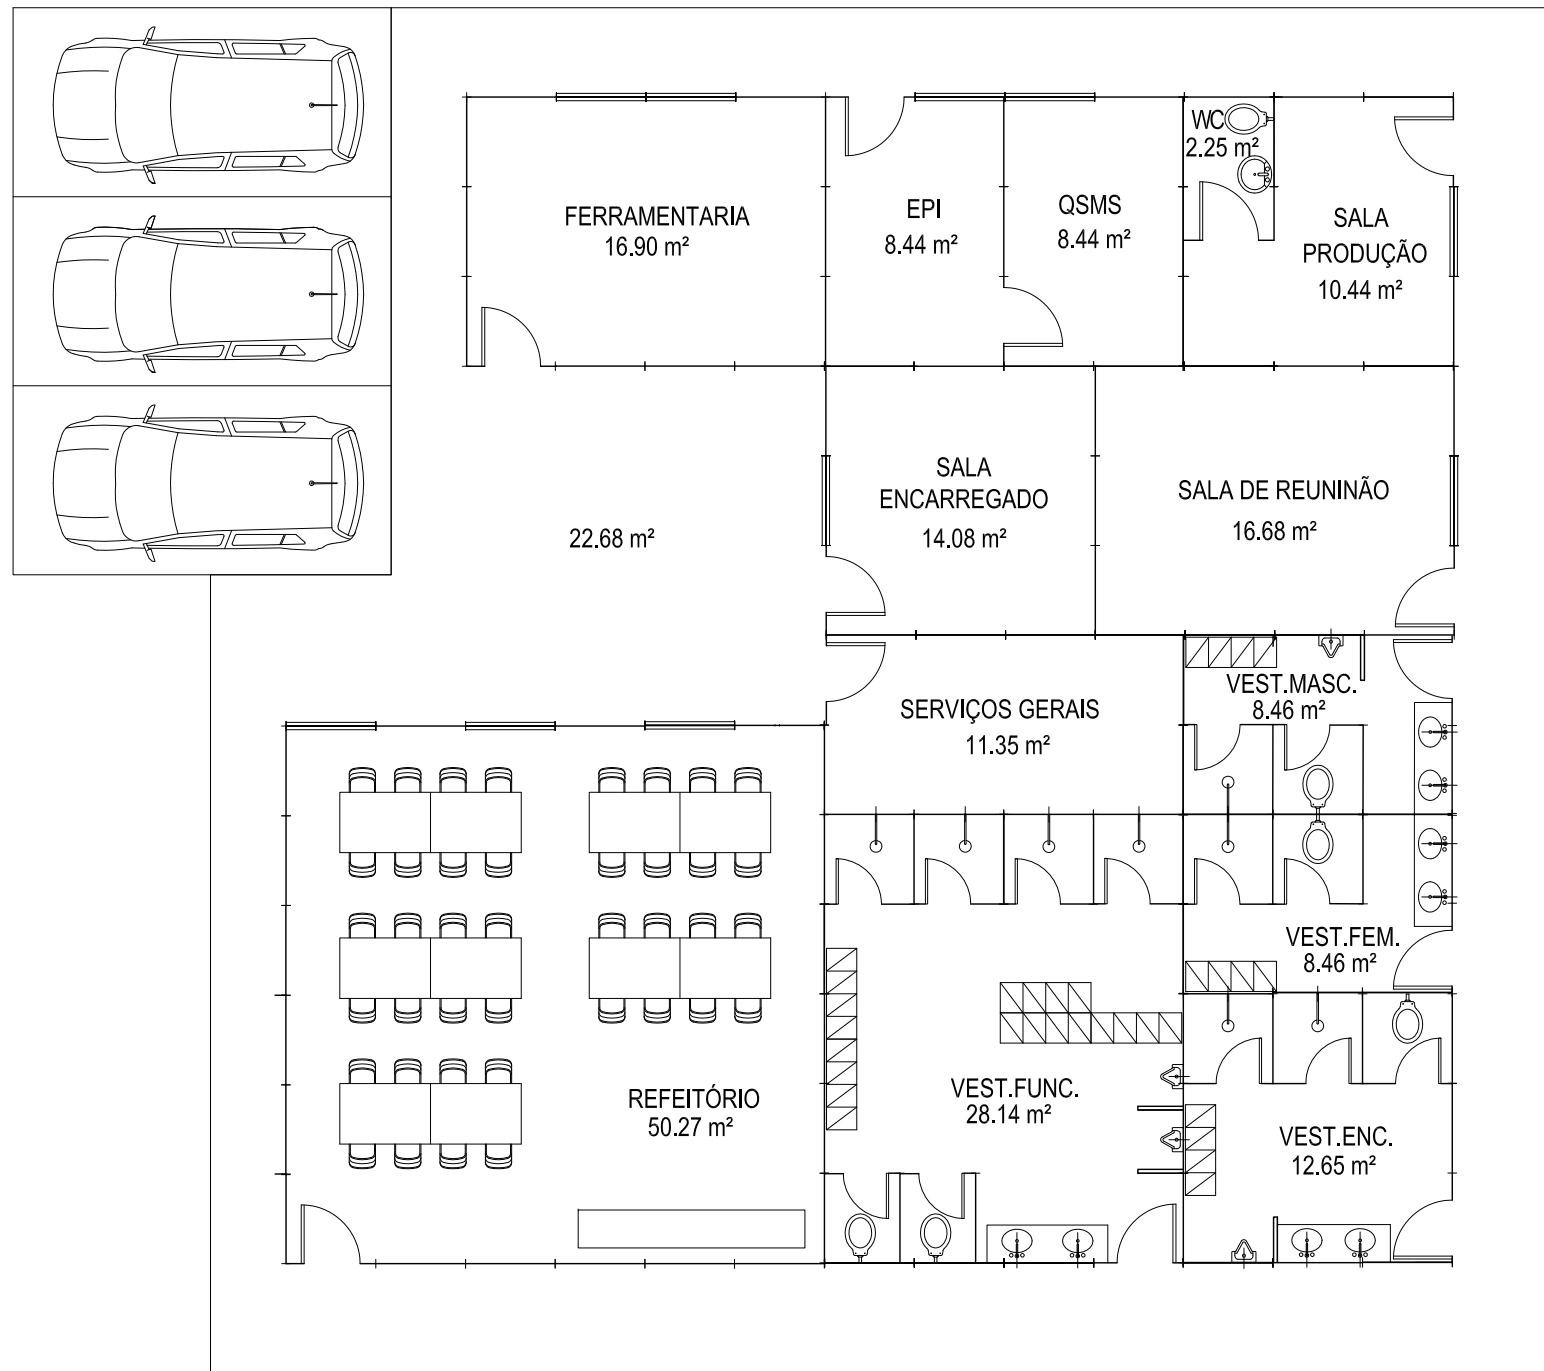 FERRAMENTARIA
16.90 m²
EPI
8.44 m²
QSMS
8.44 m²
WC
2.25 m²
SALA
PRODUÇÃO
10.44 m²
22.68 m²
SALA
ENCARREGADO
14.08 m²
SALA DE REUNINÃO
16.68 m²
SERVIÇOS GERAIS
11.35 m²
VEST.MASC.
8.46 m²
VEST.FEM.
8.46 m²
REFEITÓRIO
50.27 m²
VEST.FUNC.
28.14 m²
VEST.ENC.
12.65 m²